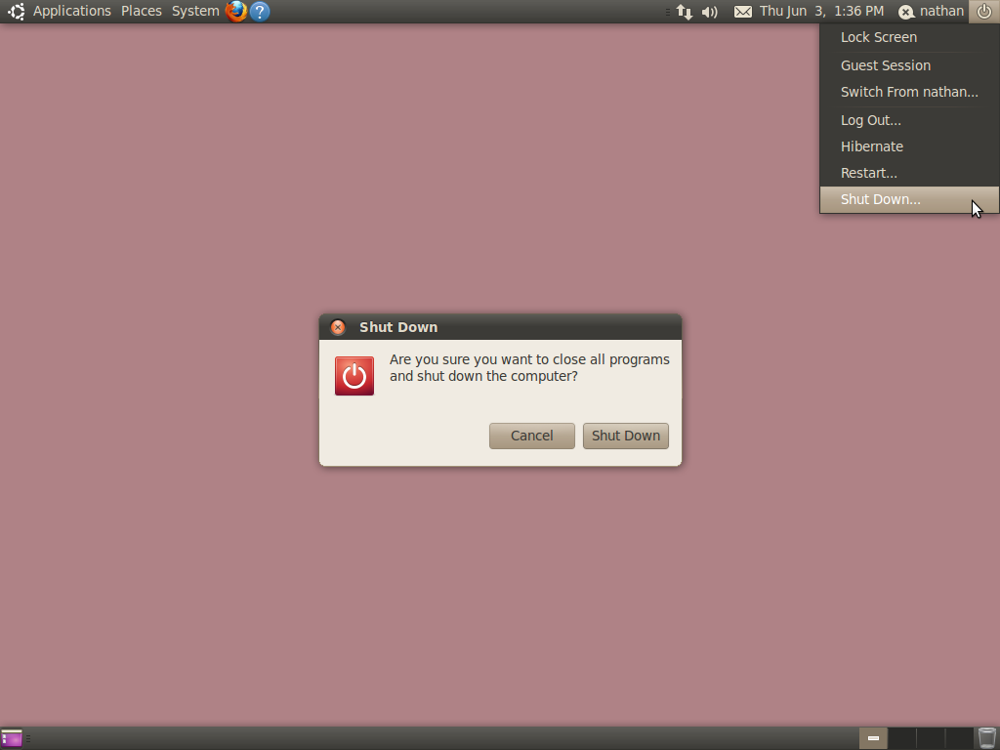 Applications Places System ?
Thu Jun 3, 1:36 PM nathan
Lock Screen
Guest Session
Switch From nathan...
Log Out...
Hibernate
Restart...
Shut Down...
Shut Down
Are you sure you want to close all programs
and shut down the computer?
Cancel Shut Down